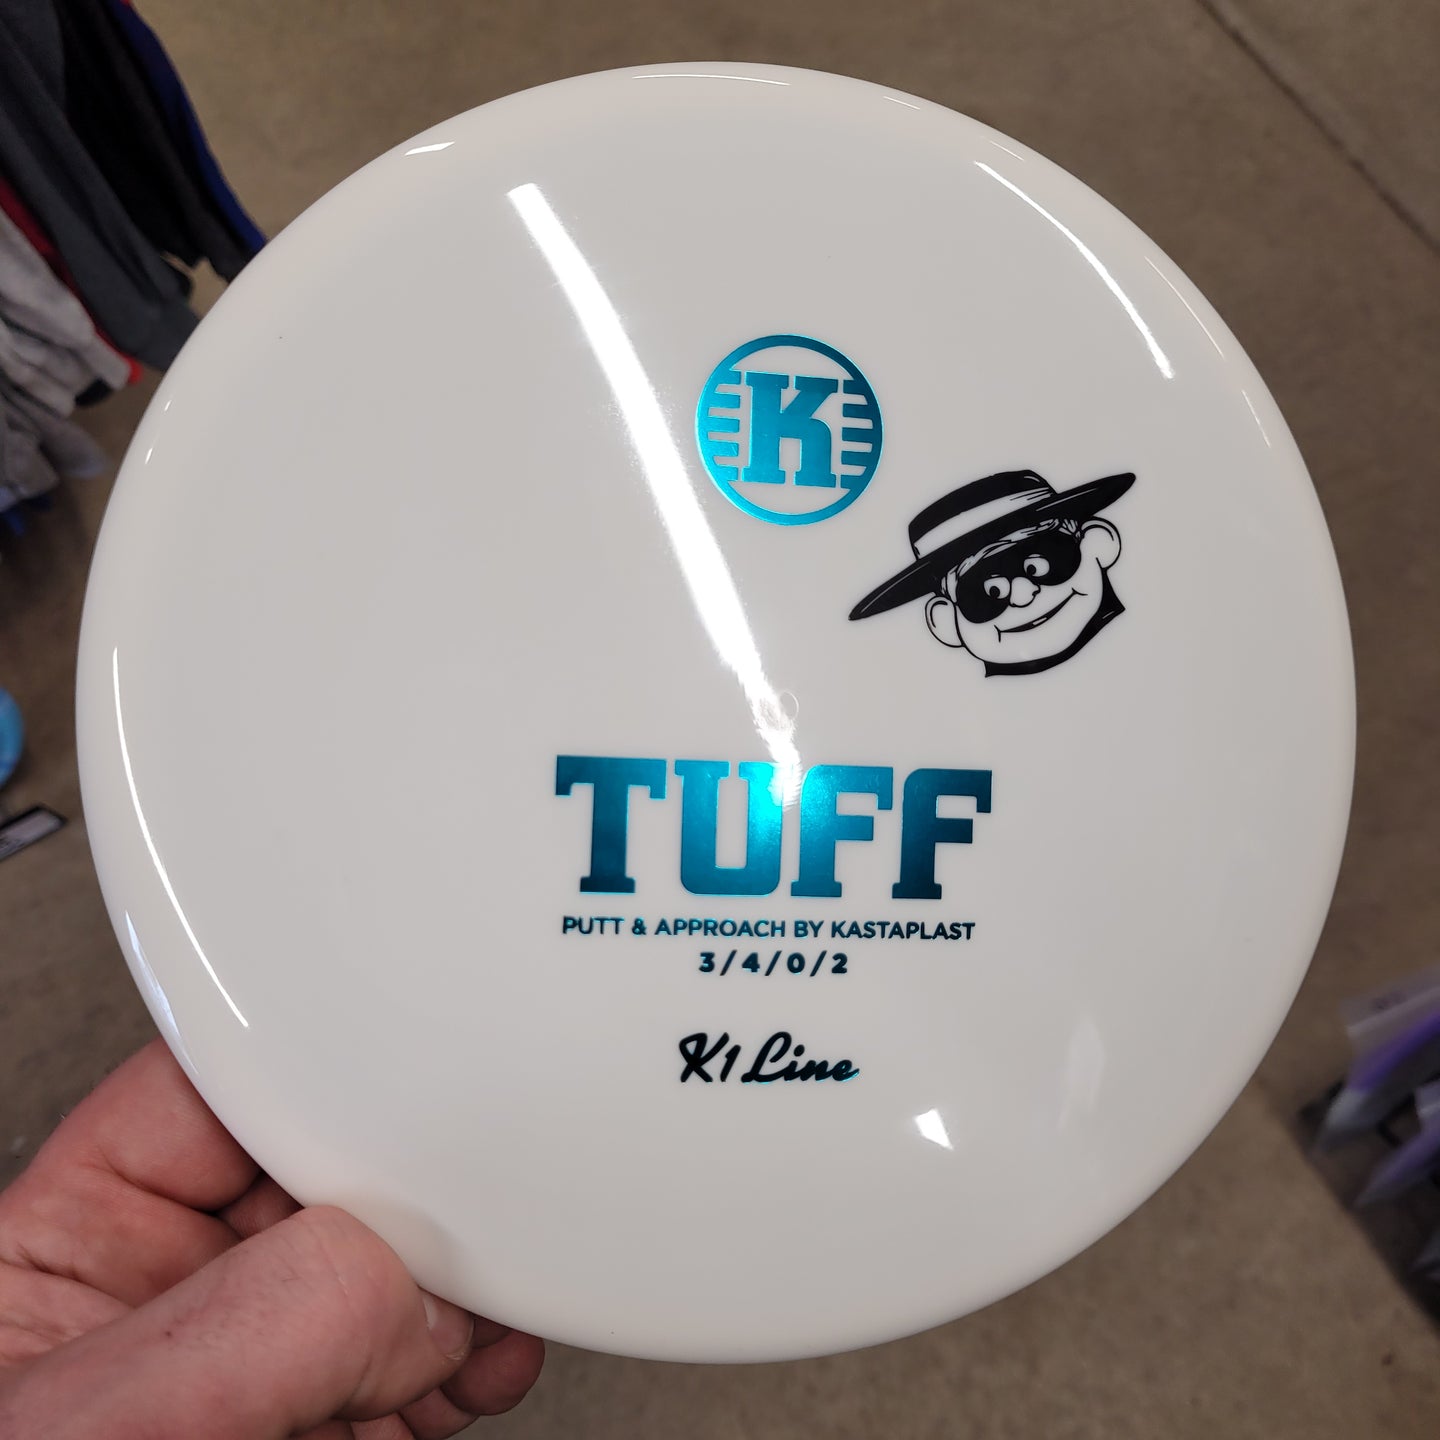 K
TUFF
PUTT & APPROACH BY KASTAPLAST
3/4/0/2
K1 Line